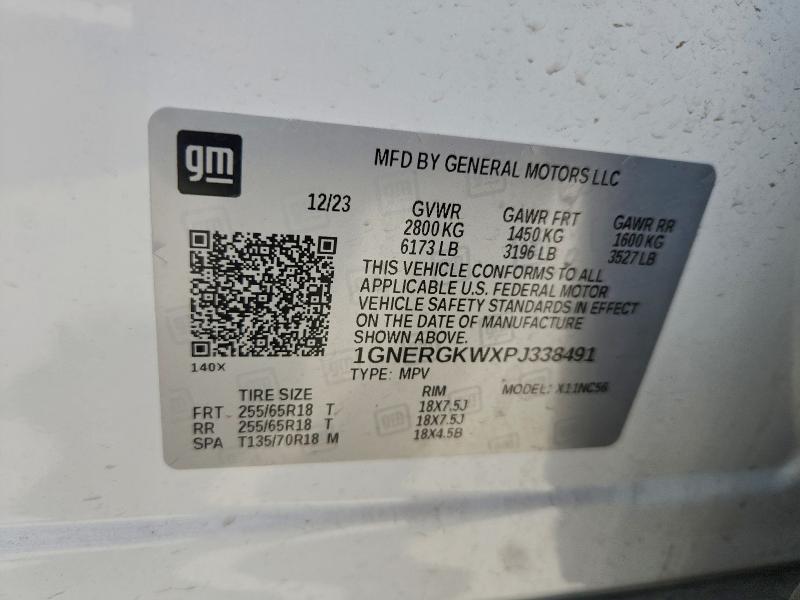 gm
MFD BY GENERAL MOTORS LLC
12/23 GVWR GAWR FRT GAWR RR
2800 KG 1450 KG 1600 KG
6173 LB 3196 LB 3527 LB
THIS VEHICLE CONFORMS TO ALL
APPLICABLE U.S. FEDERAL MOTOR
VEHICLE SAFETY STANDARDS IN EFFECT
ON THE DATE OF MANUFACTURE
SHOWN ABOVE.
1GNERGKWXPJ338491
140X
TYPE: MPV
TIRE SIZE RIM MODEL: X11NC56
FRT 255/65R18 T 18X7.5J
RR 255/65R18 T 18X7.5J
SPA T135/70R18 M 18X4.5B